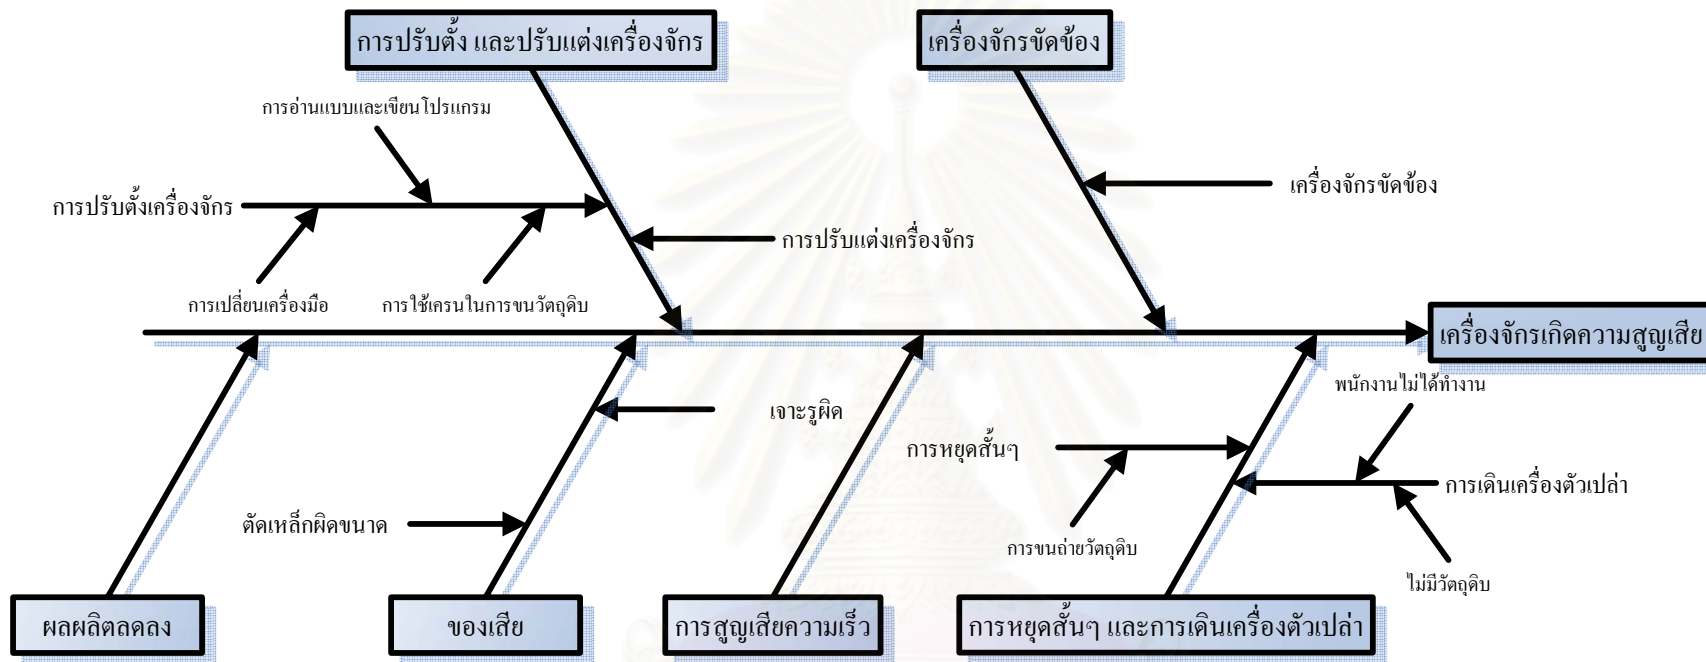 การปรับตั้ง และปรับแต่งเครื่องจักร
เครื่องจักรขัดข้อง
การอ่านแบบและเขียนโปรแกรม
เครื่องจักรขัดข้อง
การปรับตั้งเครื่องจักร
การปรับแต่งเครื่องจักร
การเปลี่ยนเครื่องมือ
การใช้เครนในการขนวัตถุดิบ
เครื่องจักรเกิดความสูญเสีย
พนักงานไม่ได้ทำงาน
เจาะรูผิด
การหยุดสั้นๆ
การเดินเครื่องตัวเปล่า
ตัดเหล็กผิดขนาด
การขนถ่ายวัตถุดิบ
ไม่มีวัตถุดิบ
ผลผลิตลดลง
ของเสีย
การสูญเสียความเร็ว
การหยุดสั้นๆ และการเดินเครื่องตัวเปล่า